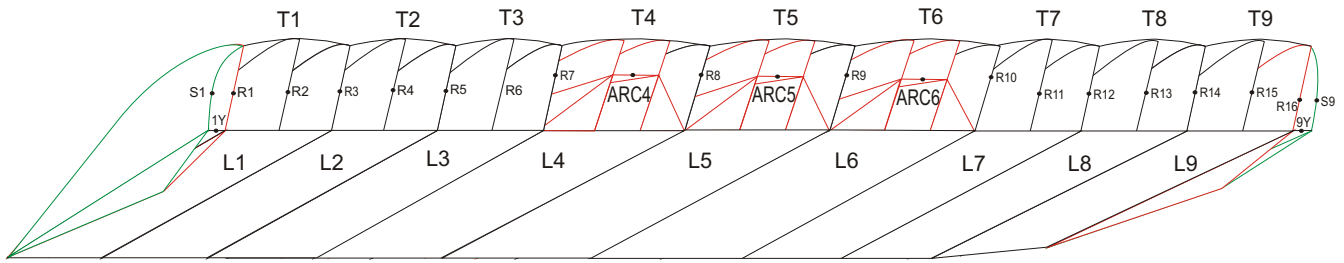 T1 T2 T3 T4 T5 T6 T7 T8 T9
S1 R1 R2 R3 R4 R5 R6 R7 R8 R9 R10 R11 R12 R13 R14 R15 R16 S9
ARC4 ARC5 ARC6
1Y 9Y
L1 L2 L3 L4 L5 L6 L7 L8 L9